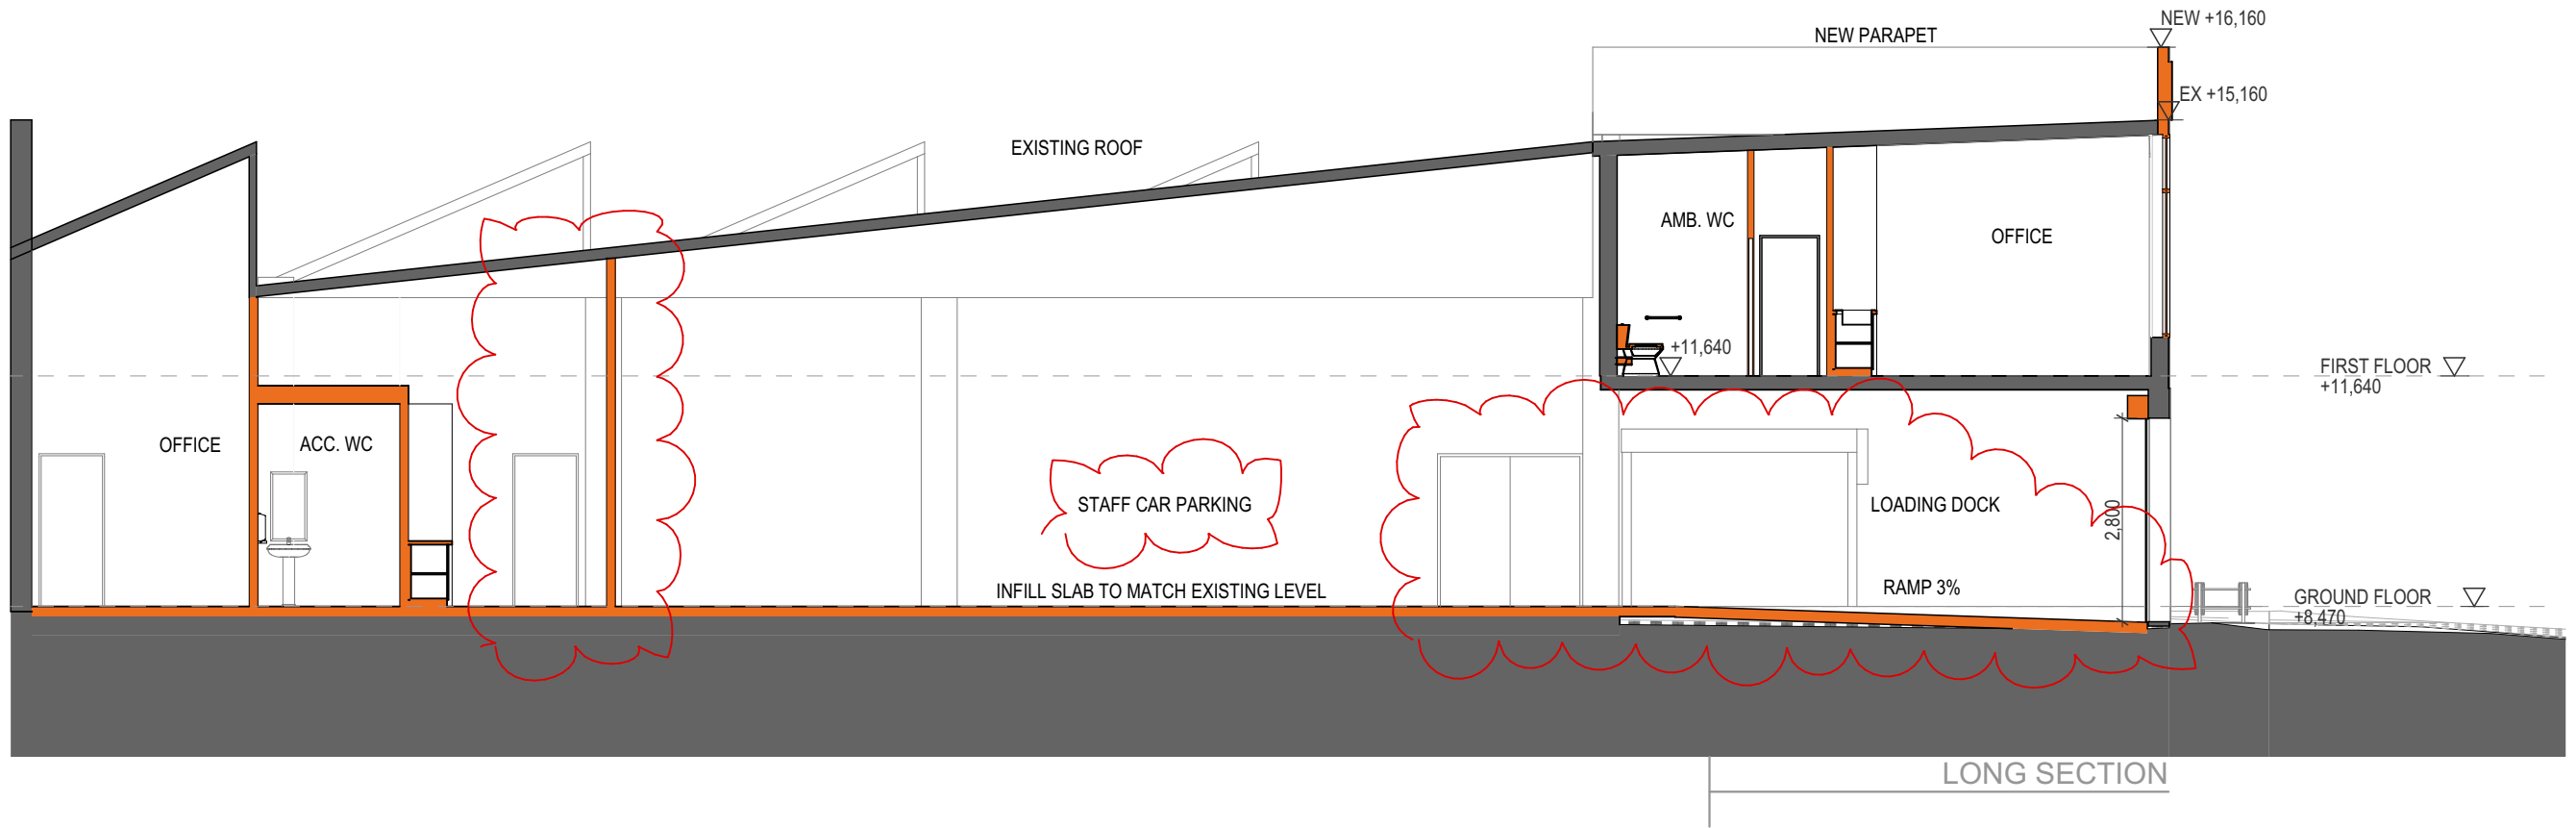 NEW +16,160
NEW PARAPET
EX +15,160
EXISTING ROOF
AMB. WC
OFFICE
+11,640
FIRST FLOOR
+11,640
OFFICE
ACC. WC
STAFF CAR PARKING
LOADING DOCK
2,800
INFILL SLAB TO MATCH EXISTING LEVEL
RAMP 3%
GROUND FLOOR
+8,470
LONG SECTION